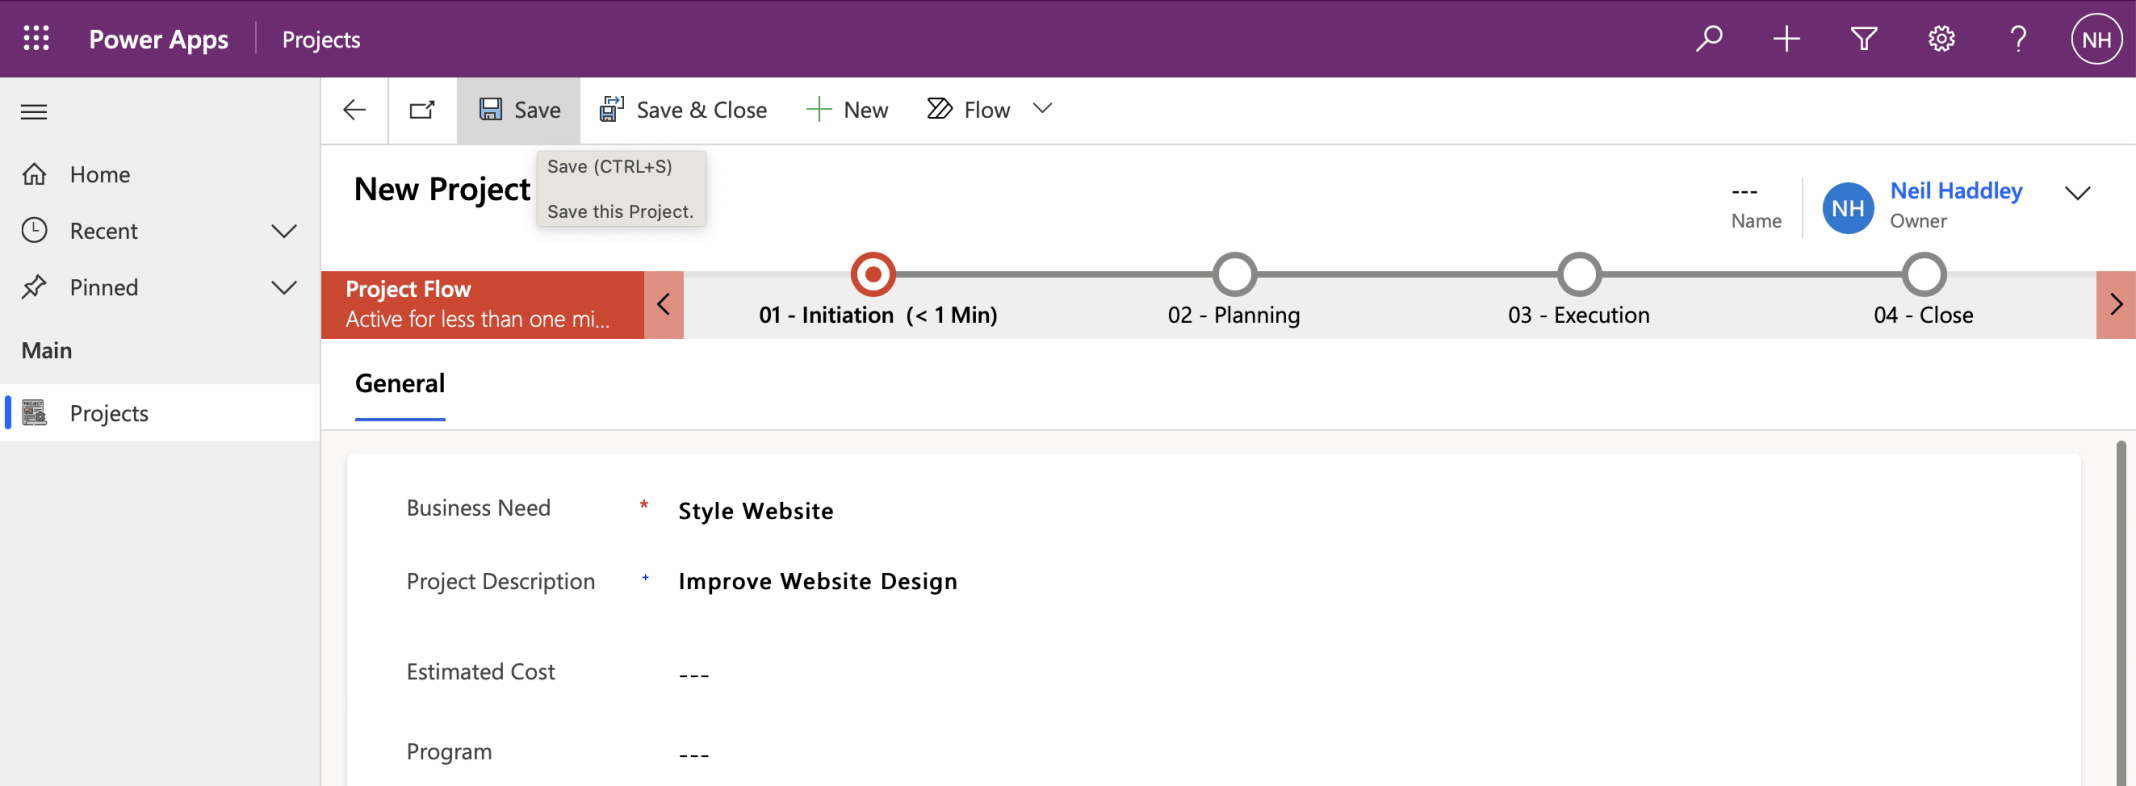 Power Apps
Projects
NH
Save
Save & Close
New
Flow
Home
Recent
Pinned
Main
Projects
Save (CTRL+S)
Save this Project.
New Project
---
Name
NH
Neil Haddley
Owner
Project Flow
Active for less than one mi...
01 - Initiation (< 1 Min)
02 - Planning
03 - Execution
04 - Close
General
Business Need * Style Website
Project Description + Improve Website Design
Estimated Cost ---
Program ---